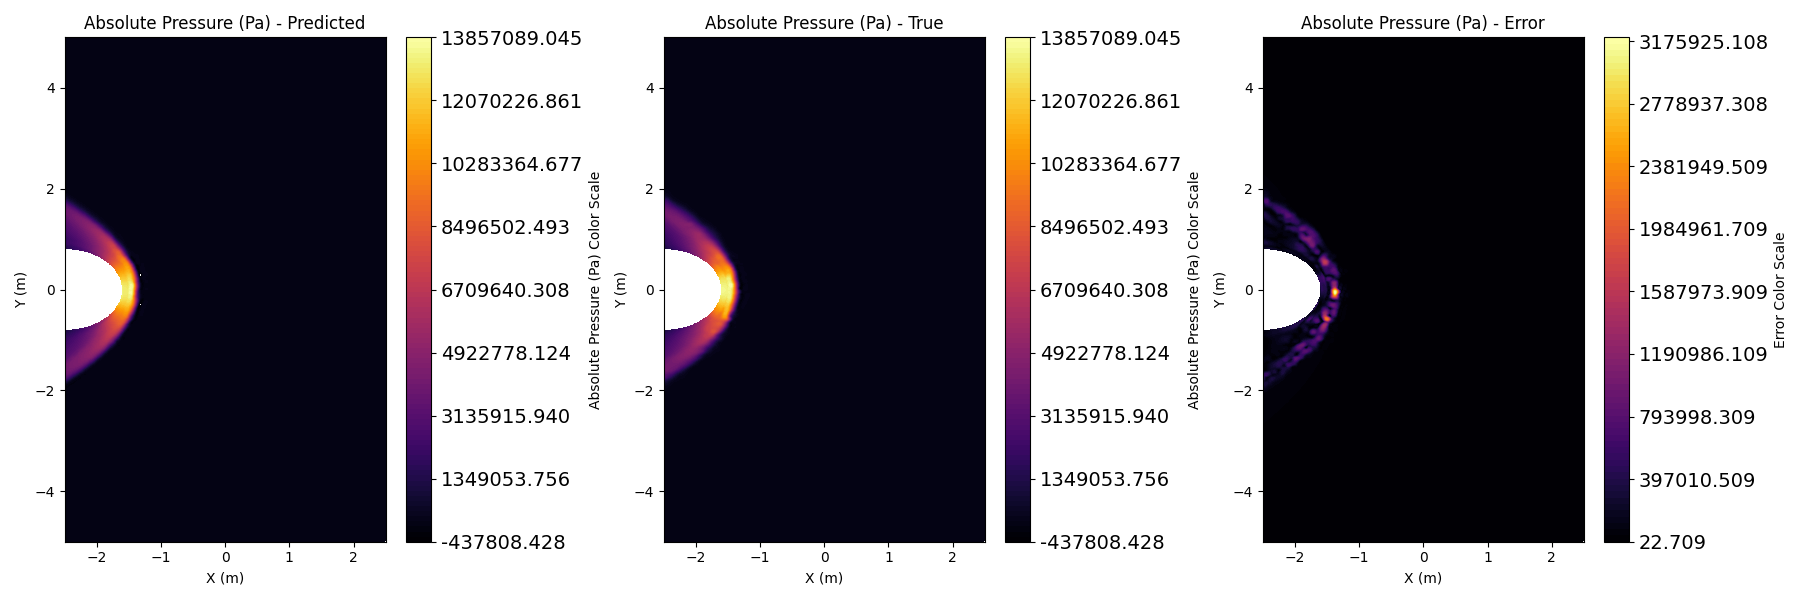 Absolute Pressure (Pa) - Predicted
4
2
0
−2
−4
Y (m)
−2 −1 0 1 2
X (m)
13857089.045
12070226.861
10283364.677
8496502.493
6709640.308
4922778.124
3135915.940
1349053.756
-437808.428
Absolute Pressure (Pa) Color Scale
Absolute Pressure (Pa) - True
4
2
0
−2
−4
Y (m)
−2 −1 0 1 2
X (m)
13857089.045
12070226.861
10283364.677
8496502.493
6709640.308
4922778.124
3135915.940
1349053.756
-437808.428
Absolute Pressure (Pa) Color Scale
Absolute Pressure (Pa) - Error
4
2
0
−2
−4
Y (m)
−2 −1 0 1 2
X (m)
3175925.108
2778937.308
2381949.509
1984961.709
1587973.909
1190986.109
793998.309
397010.509
22.709
Error Color Scale